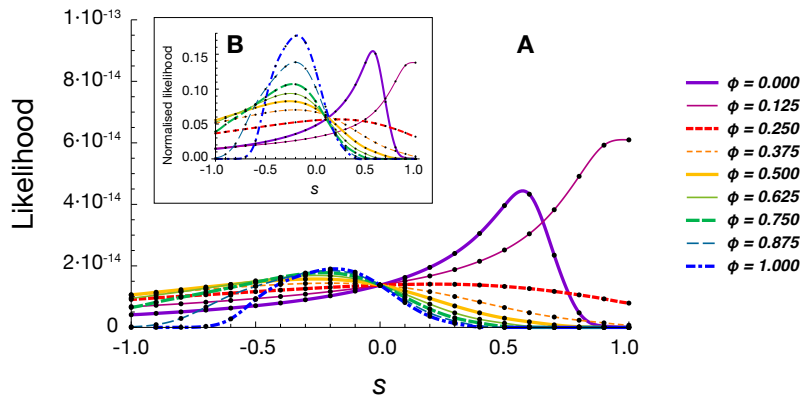 1·10⁻¹³
8·10⁻¹⁴
6·10⁻¹⁴
4·10⁻¹⁴
2·10⁻¹⁴
0
Likelihood
-1.0 -0.5 0.0 0.5 1.0
s
A
B
Normalised likelihood
0.15
0.10
0.05
0.00
-1.0 -0.5 0.0 0.5 1.0
s
ϕ = 0.000
ϕ = 0.125
ϕ = 0.250
ϕ = 0.375
ϕ = 0.500
ϕ = 0.625
ϕ = 0.750
ϕ = 0.875
ϕ = 1.000